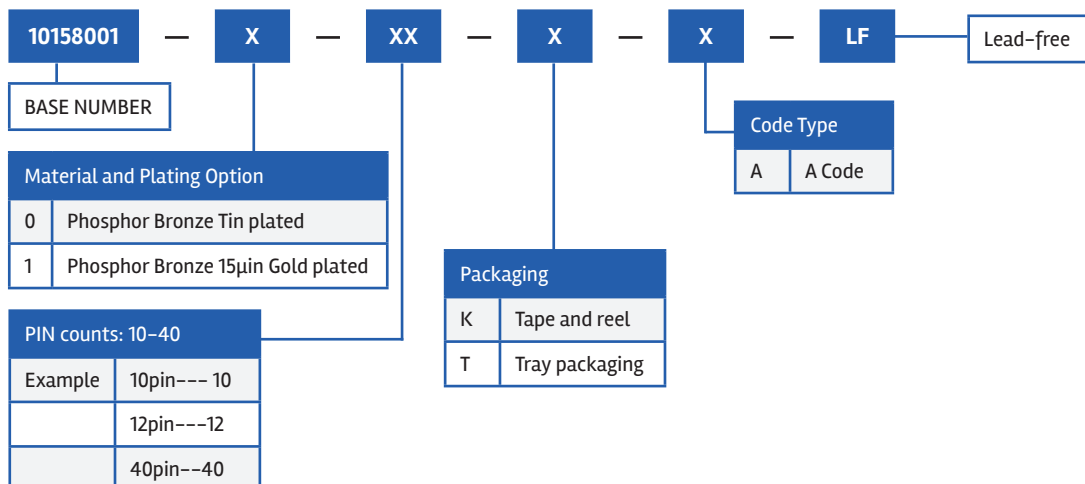 10158001 — X — XX — X — X — LF
Lead-free
BASE NUMBER
Code Type
A A Code
Material and Plating Option
0 Phosphor Bronze Tin plated
1 Phosphor Bronze 15µin Gold plated
Packaging
K Tape and reel
T Tray packaging
PIN counts: 10-40
Example 10pin--- 10
12pin---12
40pin--40